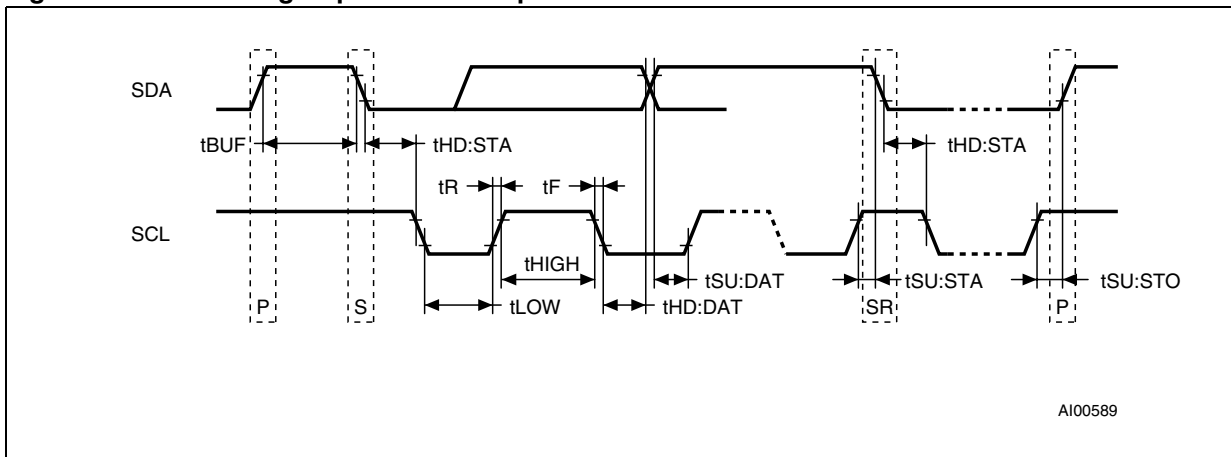 SDA
tBUF
tHD:STA
tHD:STA
tR
tF
SCL
tHIGH
tSU:DAT
tSU:STA
tSU:STO
P
S
tLOW
tHD:DAT
SR
P
AI00589